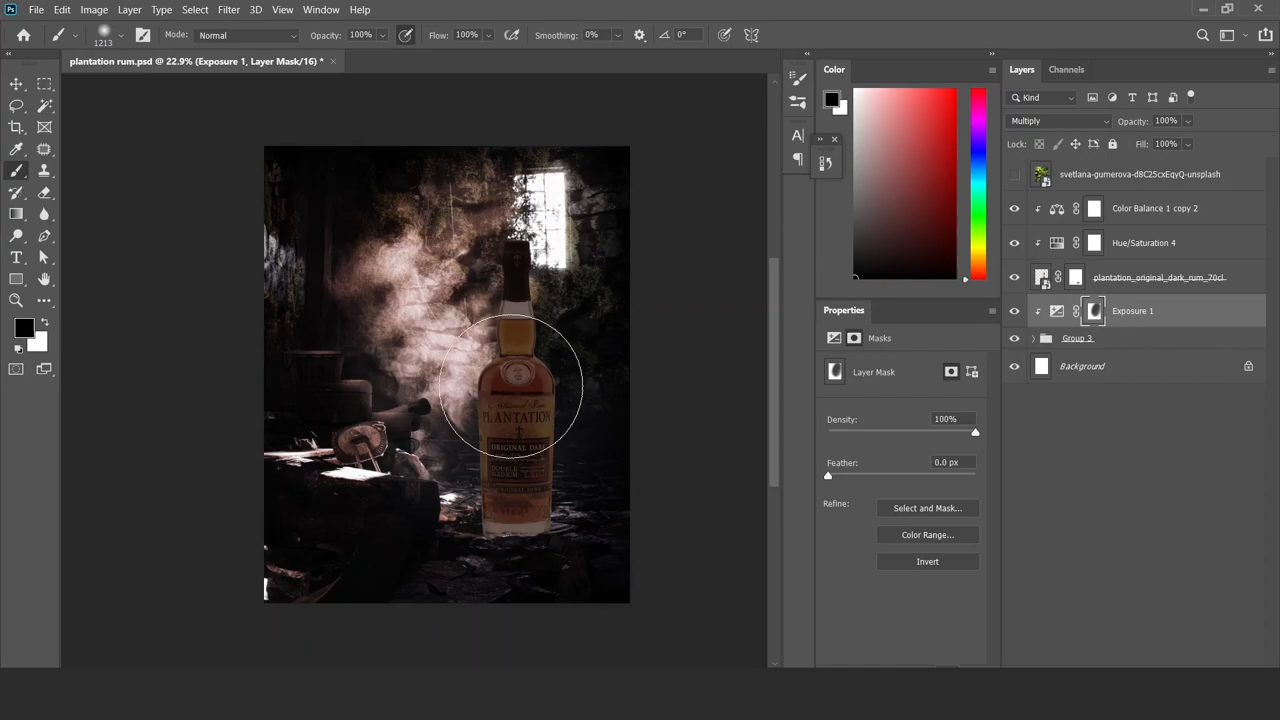 Ps File Edit Image Layer Type Select Filter 3D View Window Help
1213 Mode: Normal Opacity: 100% Flow: 100% Smoothing: 0% 0°
plantation rum.psd @ 22.9% (Exposure 1, Layer Mask/16) *
Color
Properties
Masks
Layer Mask
Density: 100%
Feather: 0.0 px
Refine: Select and Mask...
Color Range...
Invert
Layers Channels
Kind
Multiply Opacity: 100%
Lock: Fill: 100%
svetlana-gumerova-d8C25cxEqyQ-unsplash
Color Balance 1 copy 2
Hue/Saturation 4
plantation_original_dark_rum_70cl
Exposure 1
Group 3
Background
PLANTATION
ORIGINAL DARK